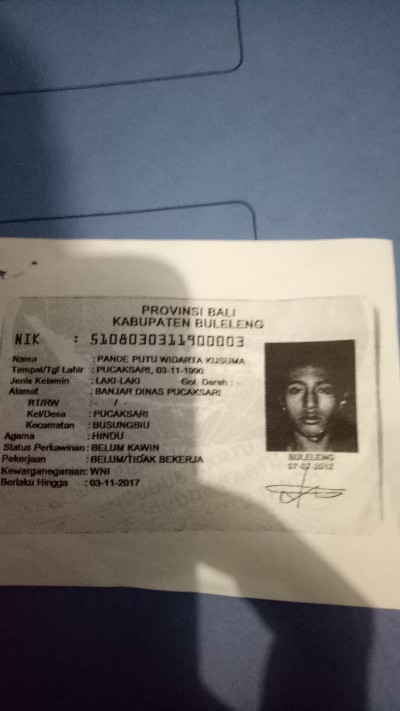 PROVINSI BALI
KABUPATEN BULELENG
NIK : 5108030311900003
Nama : PANDE PUTU WIDARTA KUSUMA
Tempat/Tgl Lahir : PUCAKSARI, 03-11-1990
Jenis Kelamin : LAKI-LAKI Gol. Darah : -
Alamat : BANJAR DINAS PUCAKSARI
RT/RW : - / -
Kel/Desa : PUCAKSARI
Kecamatan : BUSUNGBIU
Agama : HINDU
Status Perkawinan : BELUM KAWIN
Pekerjaan : BELUM/TIDAK BEKERJA
Kewarganegaraan: WNI
Berlaku Hingga : 03-11-2017
BULELENG
07-07-2012